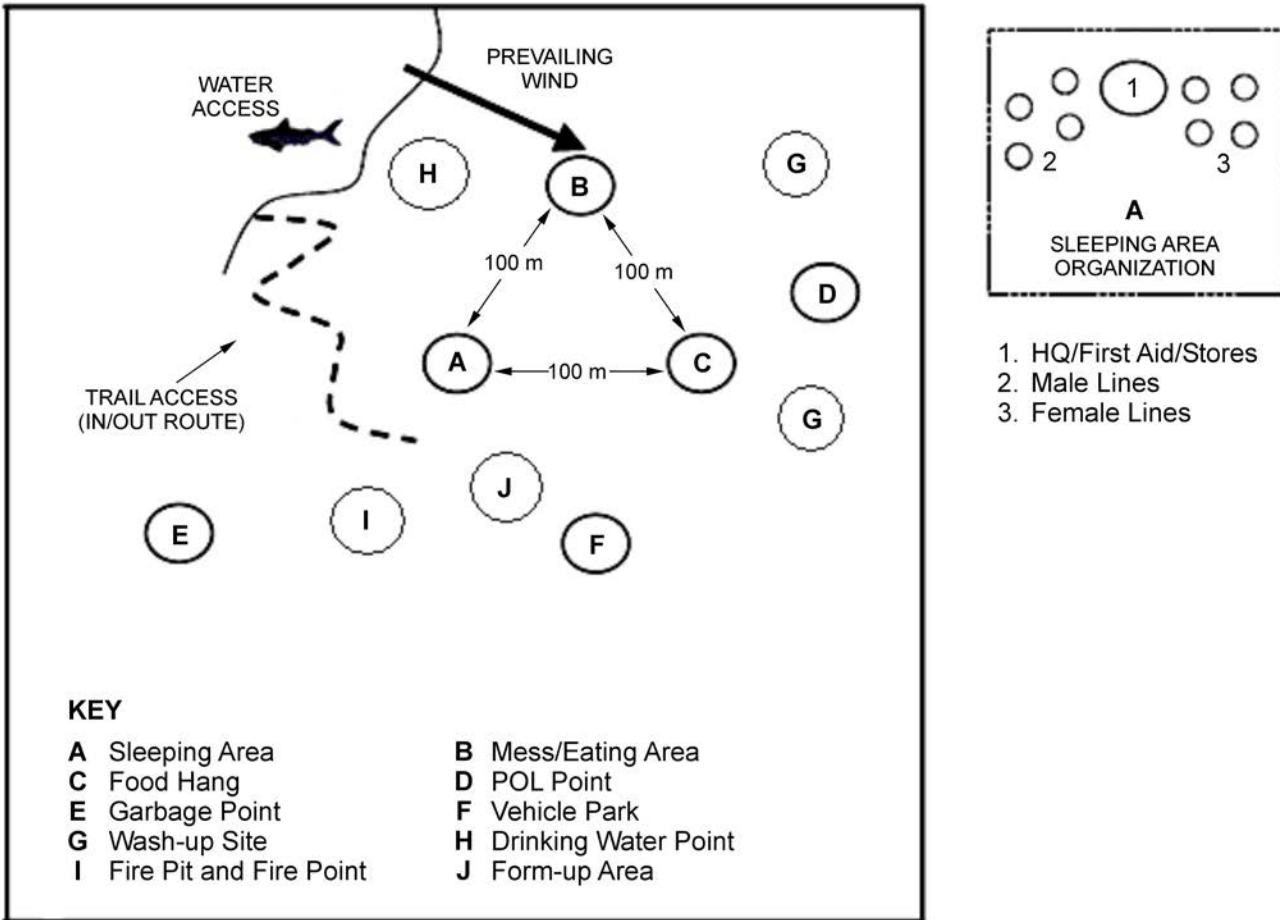 PREVAILING
WIND
WATER
ACCESS
H
B
G
100 m
100 m
D
A
100 m
C
TRAIL ACCESS
(IN/OUT ROUTE)
G
J
E
I
F
KEY
A Sleeping Area
B Mess/Eating Area
C Food Hang
D POL Point
E Garbage Point
F Vehicle Park
G Wash-up Site
H Drinking Water Point
I Fire Pit and Fire Point
J Form-up Area
1
2
3
A
SLEEPING AREA
ORGANIZATION
1. HQ/First Aid/Stores
2. Male Lines
3. Female Lines